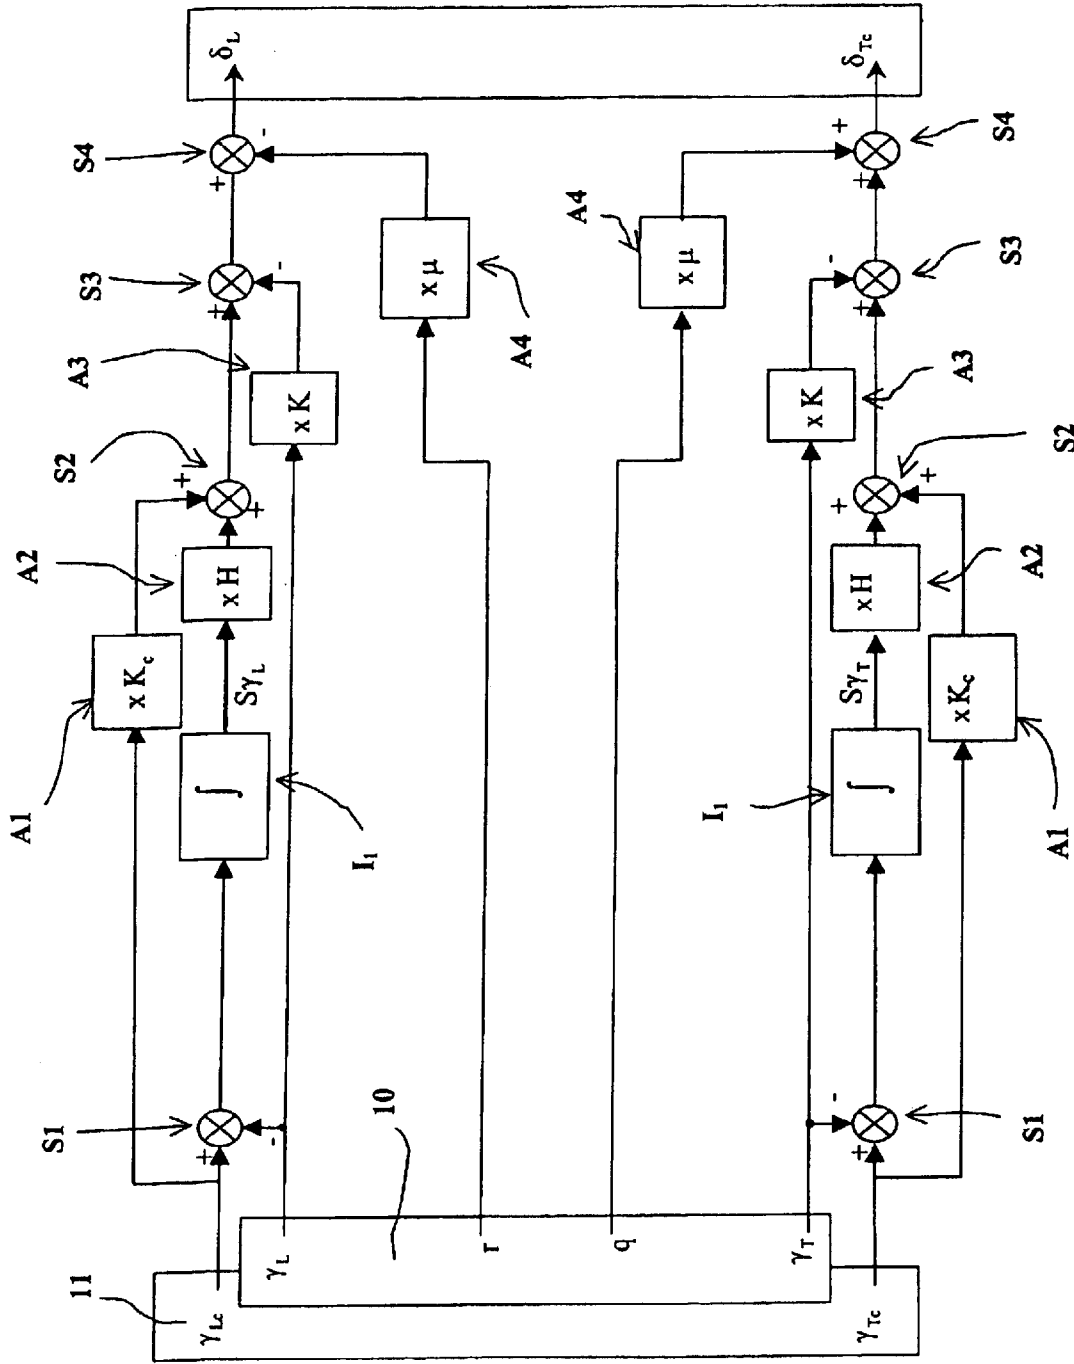 11
γLc
γL
10
r
q
γT
γTc
S1
+
-
A1
x Kc
∫
I1
SγL
A2
x H
S2
+
+
A3
x K
S3
+
-
S4
+
-
x μ
A4
δL
A4
x μ
S4
+
+
δTc
S3
+
-
x K
A3
S2
+
+
x H
A2
SγT
I1
∫
x Kc
A1
S1
+
-